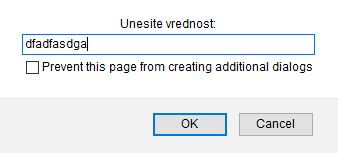 Unesite vrednost:
dfadfasdga
Prevent this page from creating additional dialogs
OK Cancel